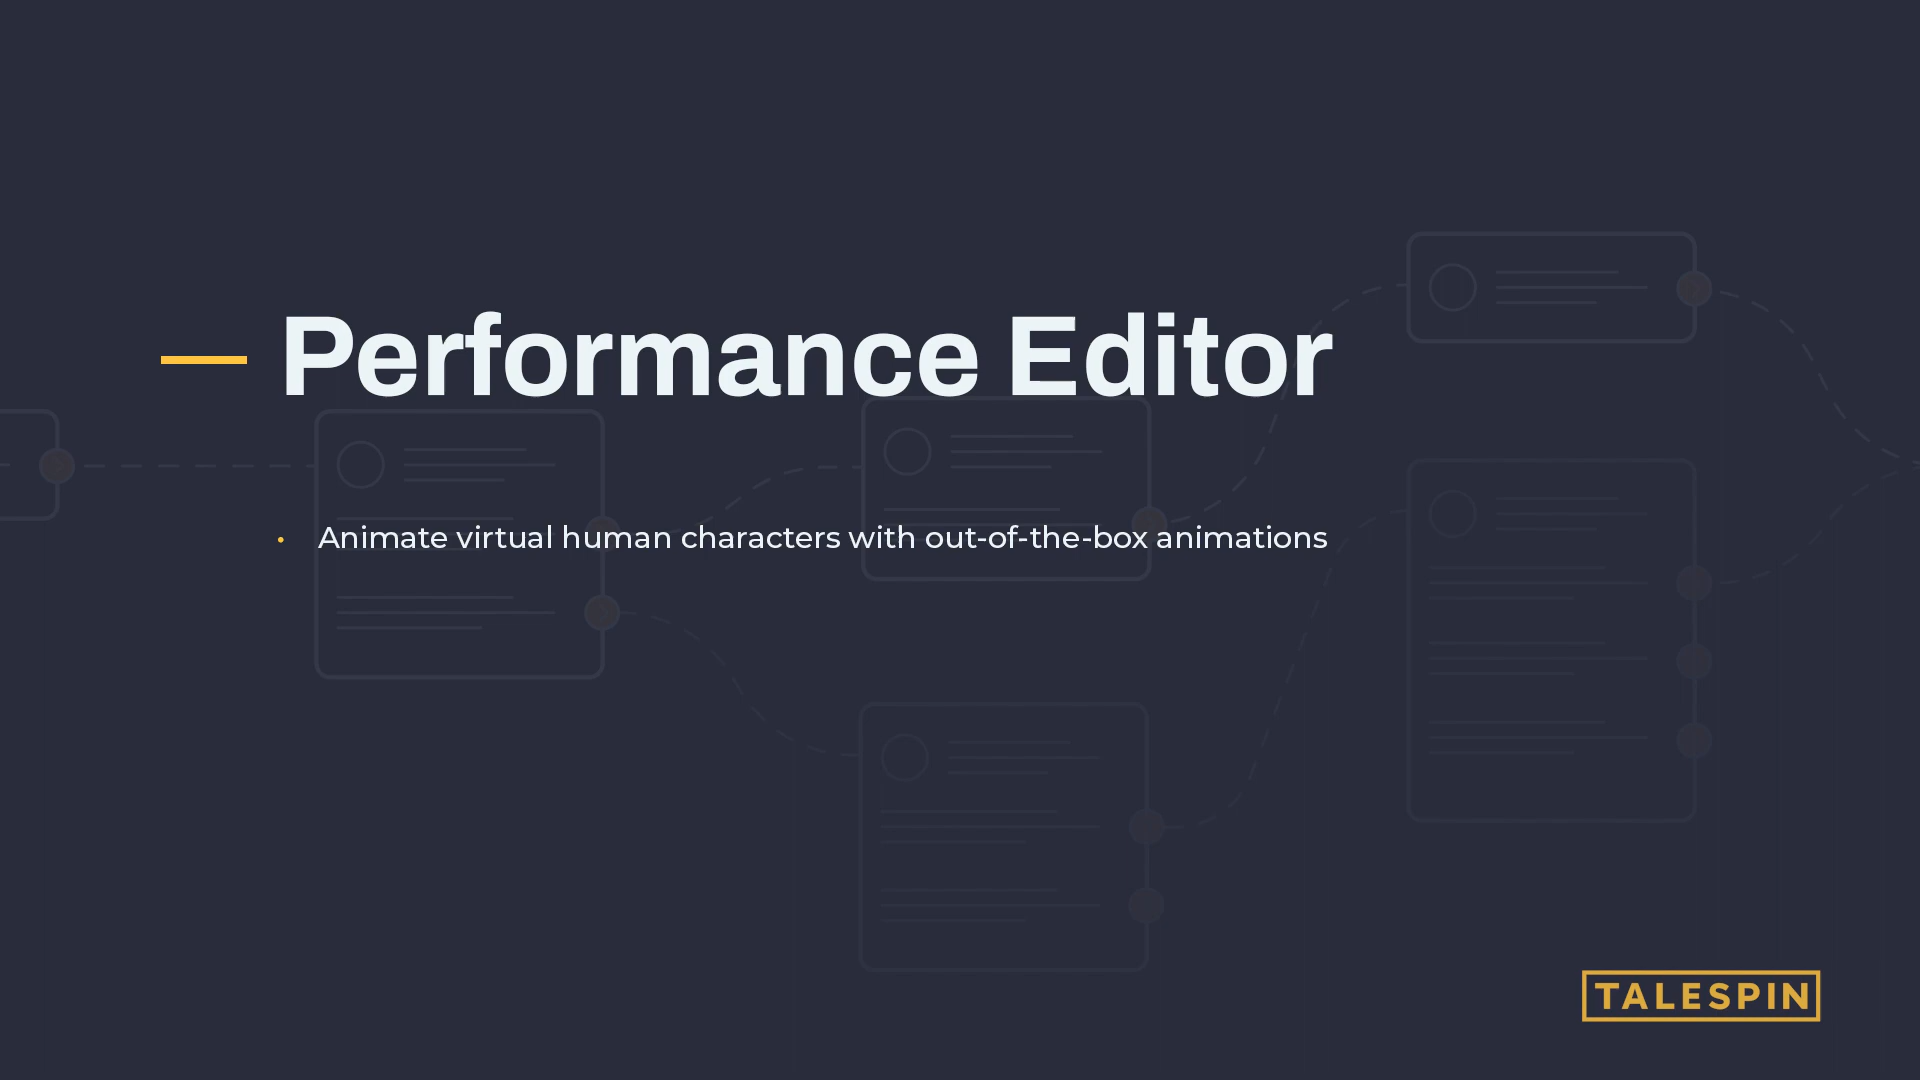 Performance Editor
Animate virtual human characters with out-of-the-box animations
TALESPIN